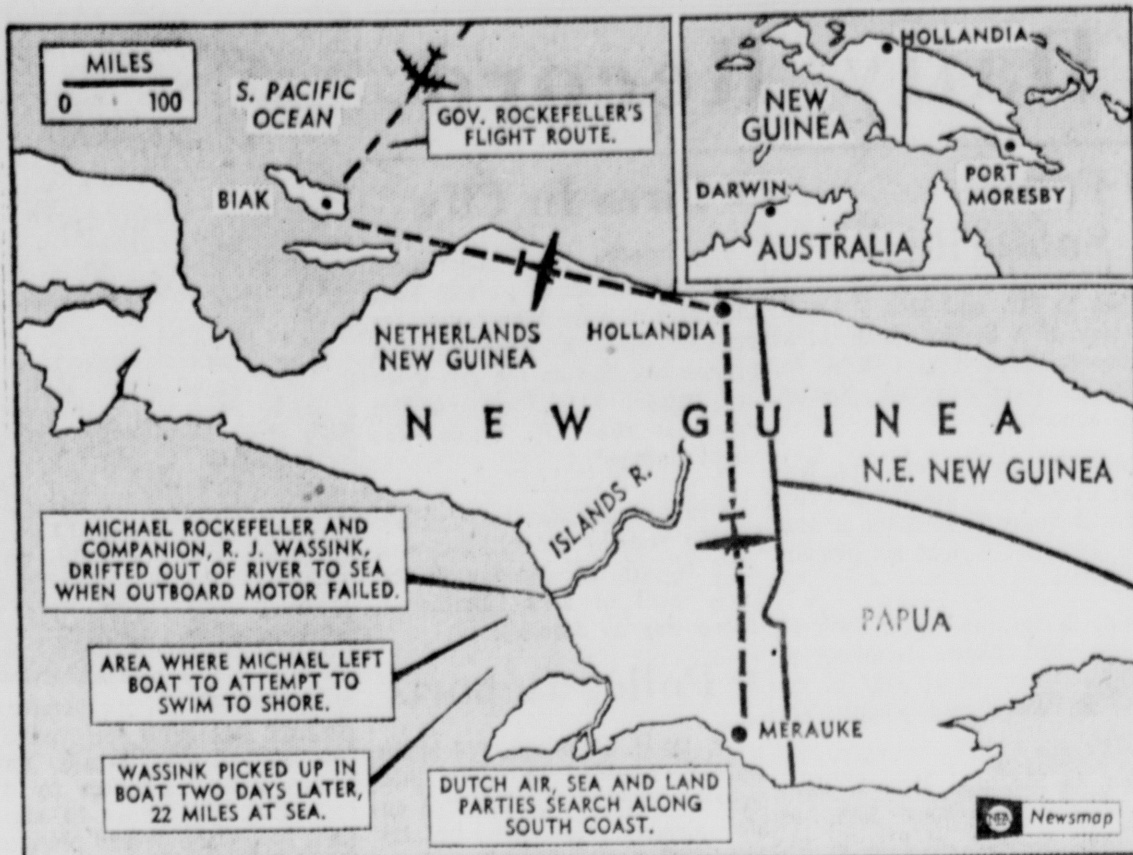 MILES
0 100
S. PACIFIC
OCEAN
GOV. ROCKEFELLER'S
FLIGHT ROUTE.
HOLLANDIA
NEW
GUINEA
PORT
MORESBY
DARWIN
AUSTRALIA
BIAK
NETHERLANDS
NEW GUINEA
HOLLANDIA
NEW GUINEA
N.E. NEW GUINEA
ISLANDS R.
MICHAEL ROCKEFELLER AND
COMPANION, R. J. WASSINK,
DRIFTED OUT OF RIVER TO SEA
WHEN OUTBOARD MOTOR FAILED.
PAPUA
AREA WHERE MICHAEL LEFT
BOAT TO ATTEMPT TO
SWIM TO SHORE.
MERAUKE
WASSINK PICKED UP IN
BOAT TWO DAYS LATER,
22 MILES AT SEA.
DUTCH AIR, SEA AND LAND
PARTIES SEARCH ALONG
SOUTH COAST.
NEA Newsmap